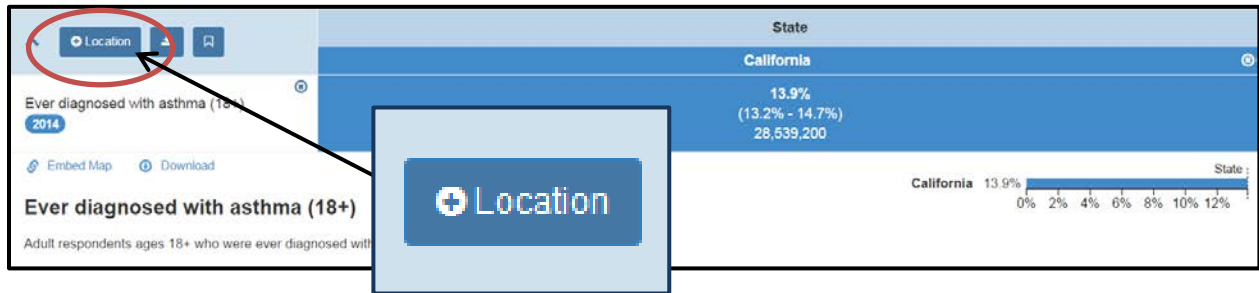 Location
State
California
Ever diagnosed with asthma (18+)
2014
13.9%
(13.2% - 14.7%)
28,539,200
Embed Map Download
Ever diagnosed with asthma (18+)
Adult respondents ages 18+ who were ever diagnosed with
Location
State
California 13.9%
0% 2% 4% 6% 8% 10% 12%